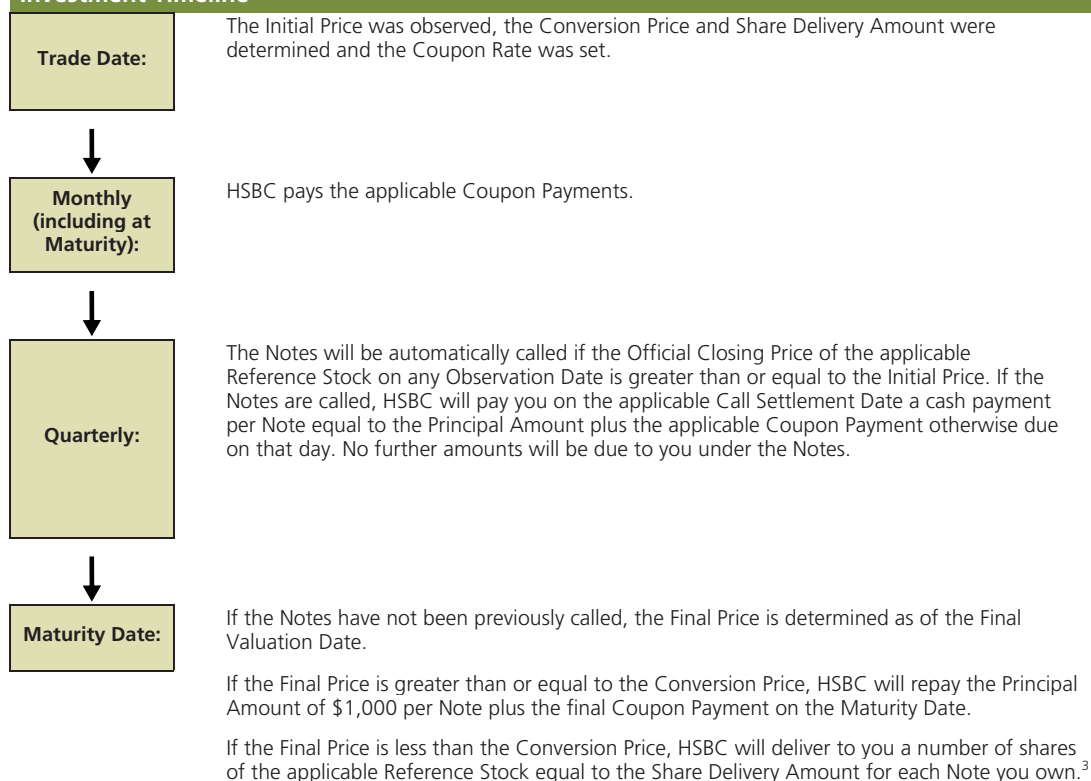 Investment Timeline
Trade Date:
The Initial Price was observed, the Conversion Price and Share Delivery Amount were
determined and the Coupon Rate was set.
Monthly
(including at
Maturity):
HSBC pays the applicable Coupon Payments.
Quarterly:
The Notes will be automatically called if the Official Closing Price of the applicable
Reference Stock on any Observation Date is greater than or equal to the Initial Price. If the
Notes are called, HSBC will pay you on the applicable Call Settlement Date a cash payment
per Note equal to the Principal Amount plus the applicable Coupon Payment otherwise due
on that day. No further amounts will be due to you under the Notes.
Maturity Date:
If the Notes have not been previously called, the Final Price is determined as of the Final
Valuation Date.
If the Final Price is greater than or equal to the Conversion Price, HSBC will repay the Principal
Amount of $1,000 per Note plus the final Coupon Payment on the Maturity Date.
If the Final Price is less than the Conversion Price, HSBC will deliver to you a number of shares
of the applicable Reference Stock equal to the Share Delivery Amount for each Note you own.3